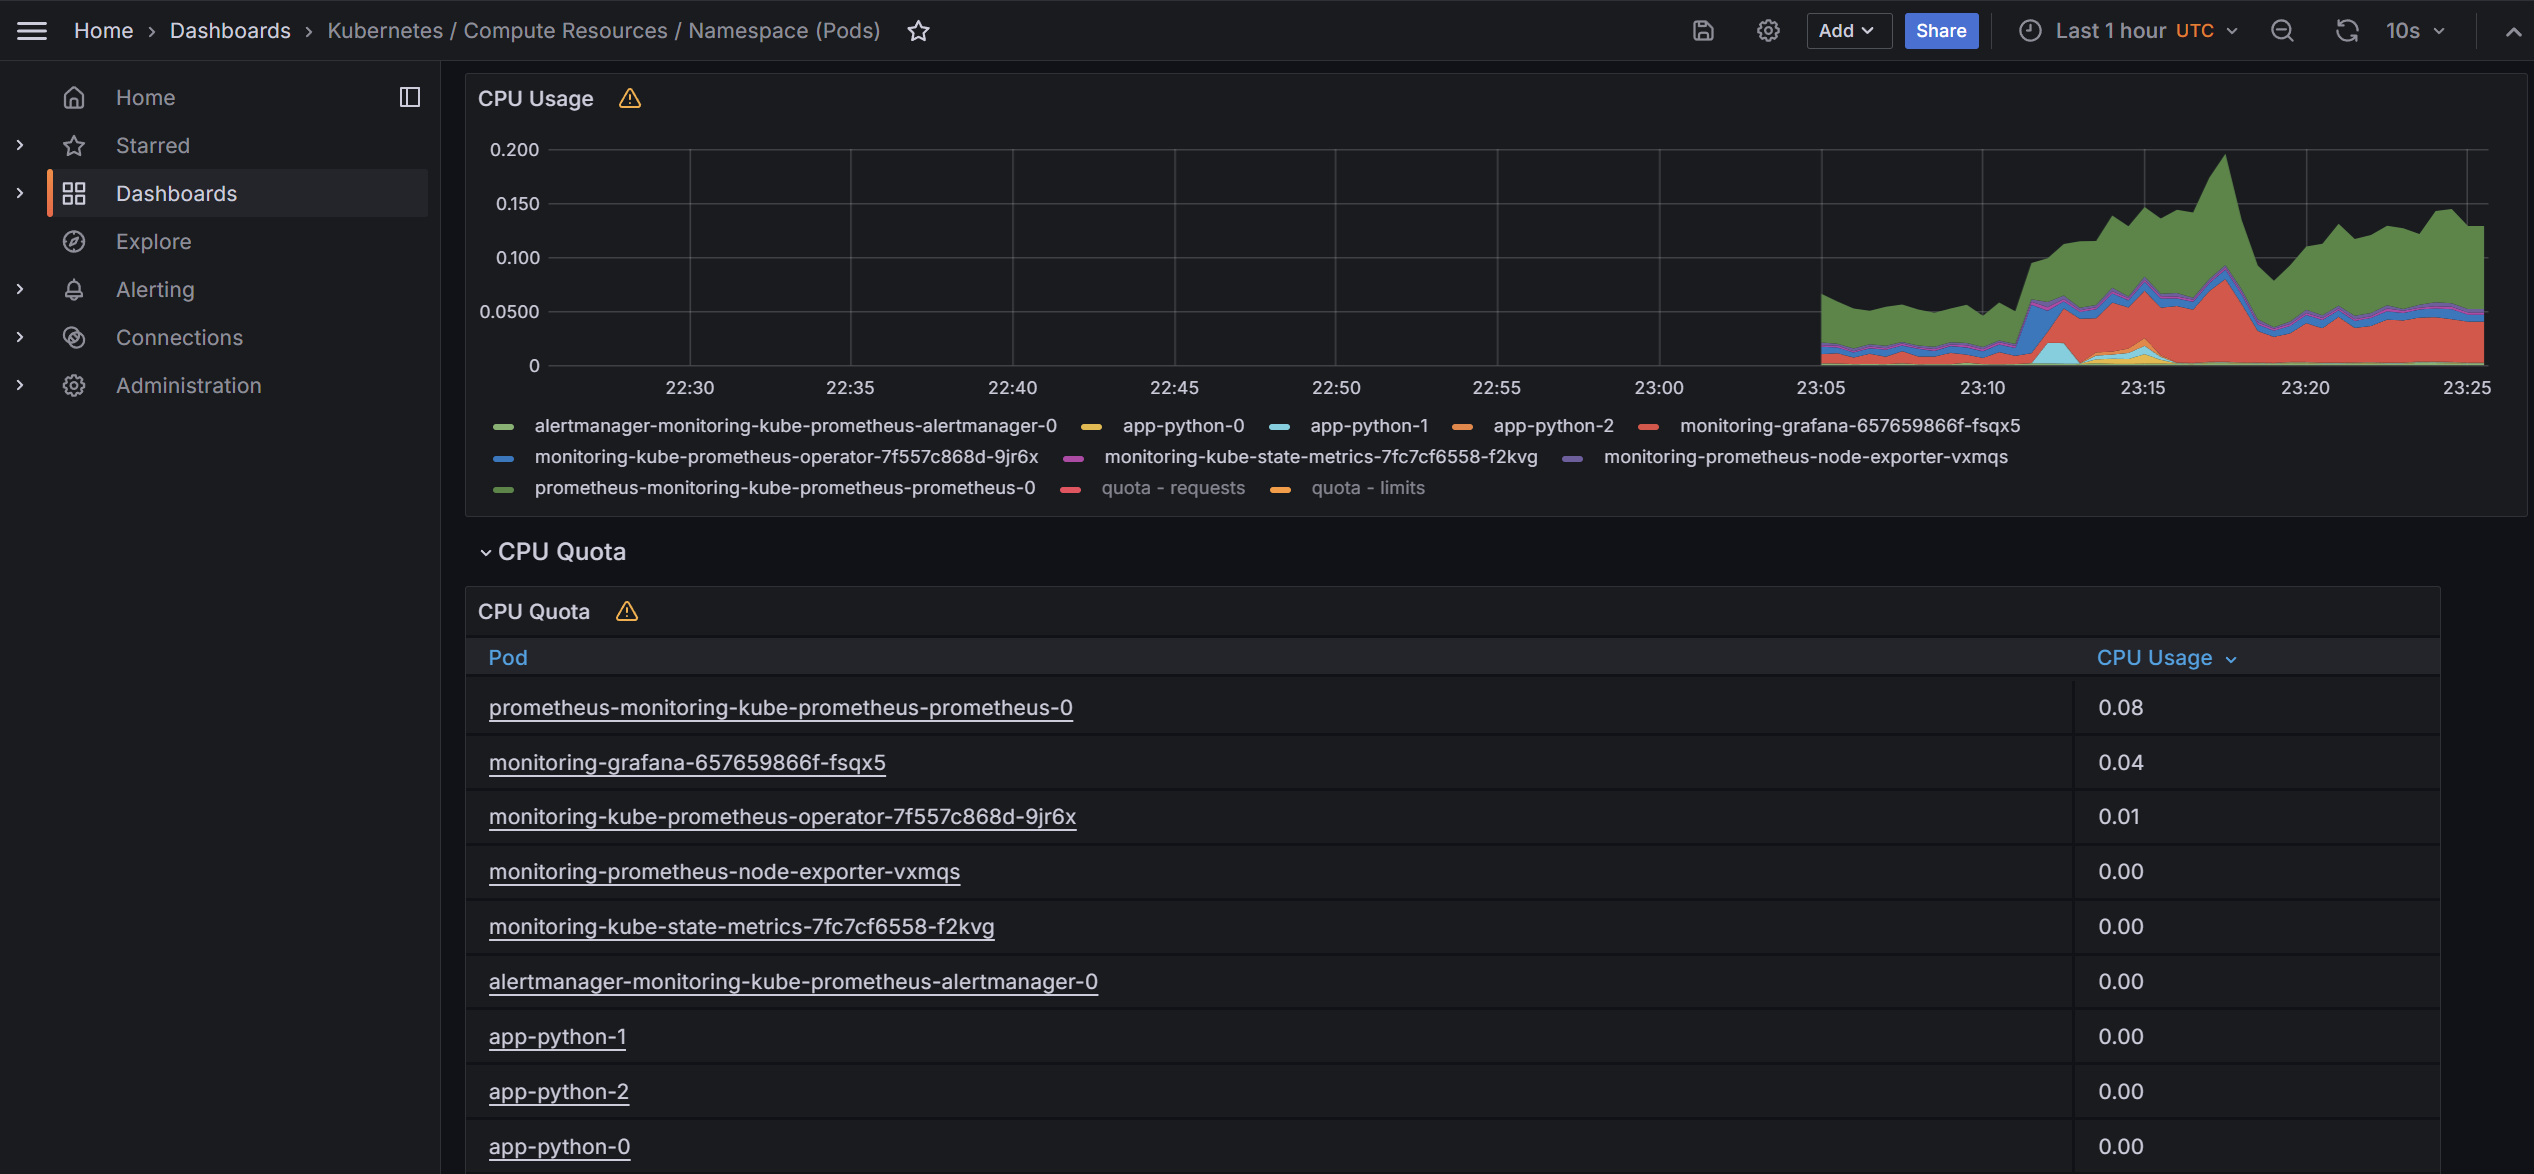 Home › Dashboards › Kubernetes / Compute Resources / Namespace (Pods)
Add
Share
Last 1 hour UTC
10s
Home
Starred
Dashboards
Explore
Alerting
Connections
Administration
CPU Usage
0.200
0.150
0.100
0.0500
0
22:30 22:35 22:40 22:45 22:50 22:55 23:00 23:05 23:10 23:15 23:20 23:25
alertmanager-monitoring-kube-prometheus-alertmanager-0 app-python-0 app-python-1 app-python-2 monitoring-grafana-657659866f-fsqx5
monitoring-kube-prometheus-operator-7f557c868d-9jr6x monitoring-kube-state-metrics-7fc7cf6558-f2kvg monitoring-prometheus-node-exporter-vxmqs
prometheus-monitoring-kube-prometheus-prometheus-0 quota - requests quota - limits
CPU Quota
CPU Quota
Pod CPU Usage
prometheus-monitoring-kube-prometheus-prometheus-0 0.08
monitoring-grafana-657659866f-fsqx5 0.04
monitoring-kube-prometheus-operator-7f557c868d-9jr6x 0.01
monitoring-prometheus-node-exporter-vxmqs 0.00
monitoring-kube-state-metrics-7fc7cf6558-f2kvg 0.00
alertmanager-monitoring-kube-prometheus-alertmanager-0 0.00
app-python-1 0.00
app-python-2 0.00
app-python-0 0.00